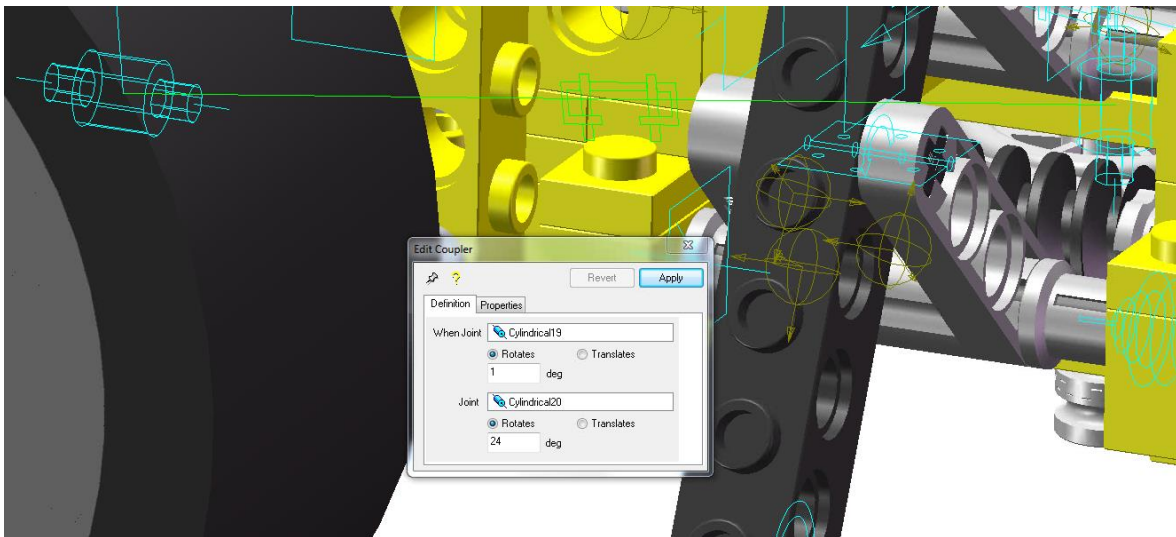 Edit Coupler
Revert Apply
Definition Properties
When Joint Cylindrical19
Rotates Translates
1 deg
Joint Cylindrical20
Rotates Translates
24 deg